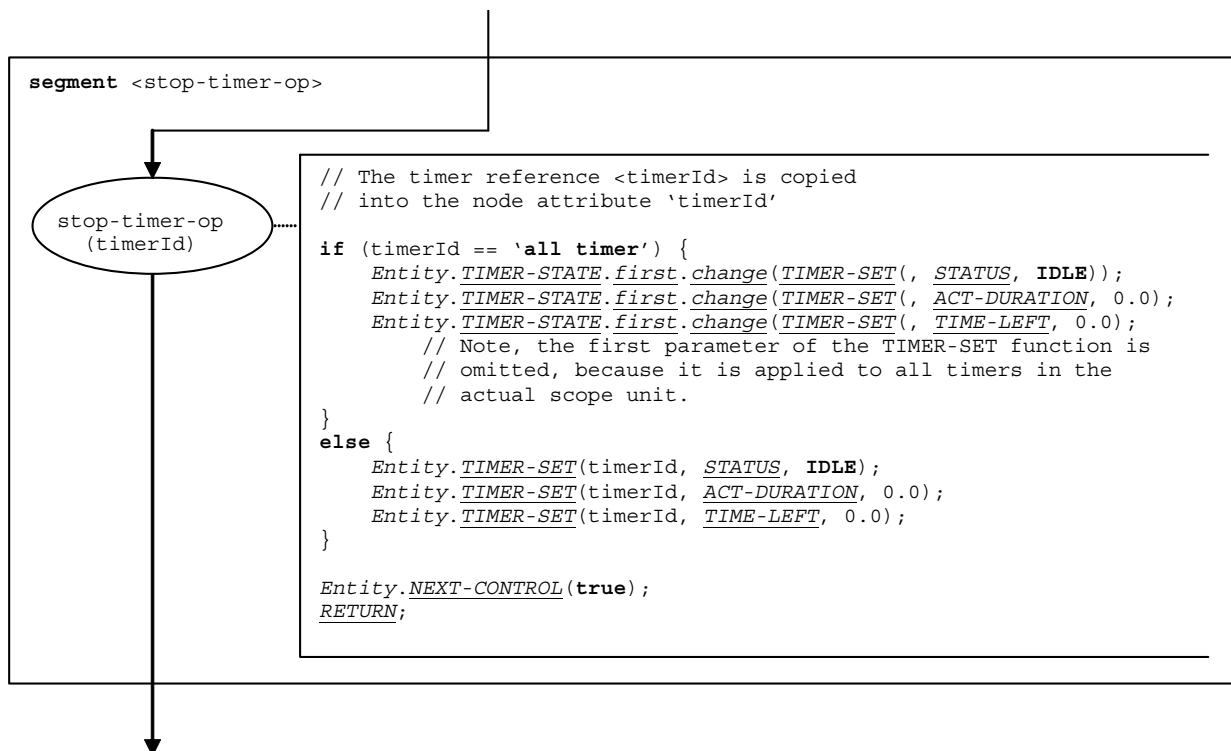 segment <stop-timer-op>
stop-timer-op
(timerId)
// The timer reference <timerId> is copied
// into the node attribute ‘timerId’
if (timerId == ‘all timer’) {
Entity.TIMER-STATE.first.change(TIMER-SET(, STATUS, IDLE));
Entity.TIMER-STATE.first.change(TIMER-SET(, ACT-DURATION, 0.0);
Entity.TIMER-STATE.first.change(TIMER-SET(, TIME-LEFT, 0.0);
// Note, the first parameter of the TIMER-SET function is
// omitted, because it is applied to all timers in the
// actual scope unit.
}
else {
Entity.TIMER-SET(timerId, STATUS, IDLE);
Entity.TIMER-SET(timerId, ACT-DURATION, 0.0);
Entity.TIMER-SET(timerId, TIME-LEFT, 0.0);
}
Entity.NEXT-CONTROL(true);
RETURN;